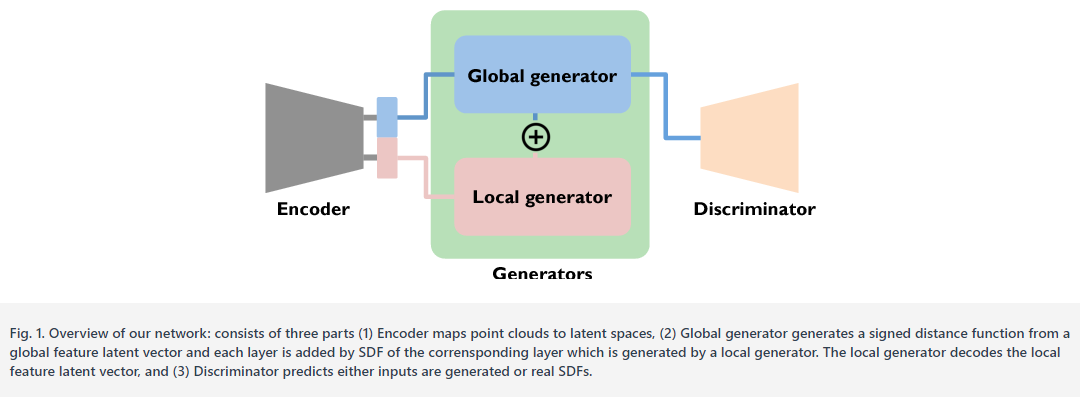 Global generator
Local generator
Encoder
Discriminator
Generators
Fig. 1. Overview of our network: consists of three parts (1) Encoder maps point clouds to latent spaces, (2) Global generator generates a signed distance function from a
global feature latent vector and each layer is added by SDF of the corrensponding layer which is generated by a local generator. The local generator decodes the local
feature latent vector, and (3) Discriminator predicts either inputs are generated or real SDFs.